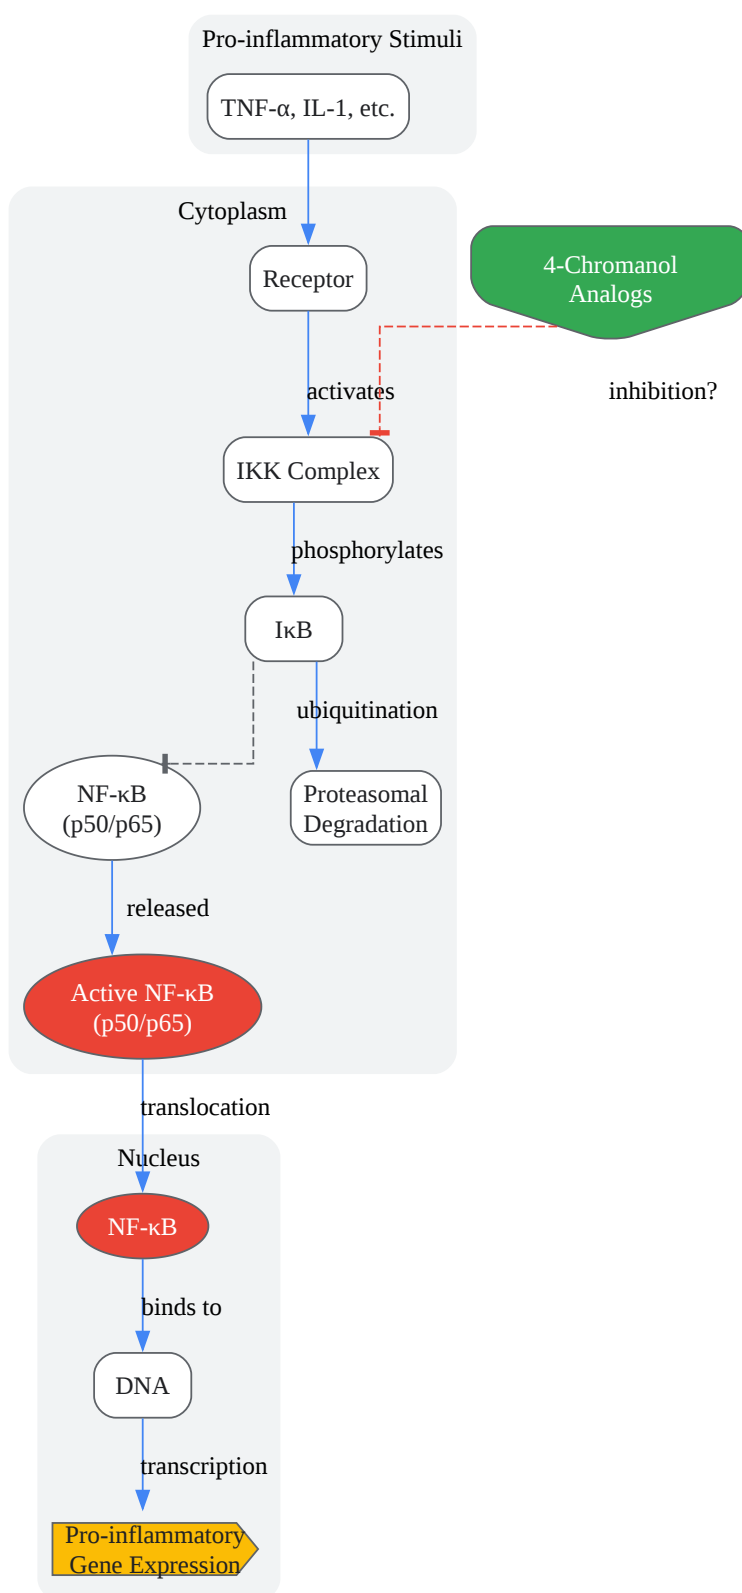 Pro-inflammatory Stimuli
TNF-α, IL-1, etc.
Cytoplasm
Receptor
4-Chromanol
Analogs
activates
inhibition?
IKK Complex
phosphorylates
IκB
ubiquitination
NF-κB
(p50/p65)
Proteasomal
Degradation
released
Active NF-κB
(p50/p65)
translocation
Nucleus
NF-κB
binds to
DNA
transcription
Pro-inflammatory
Gene Expression